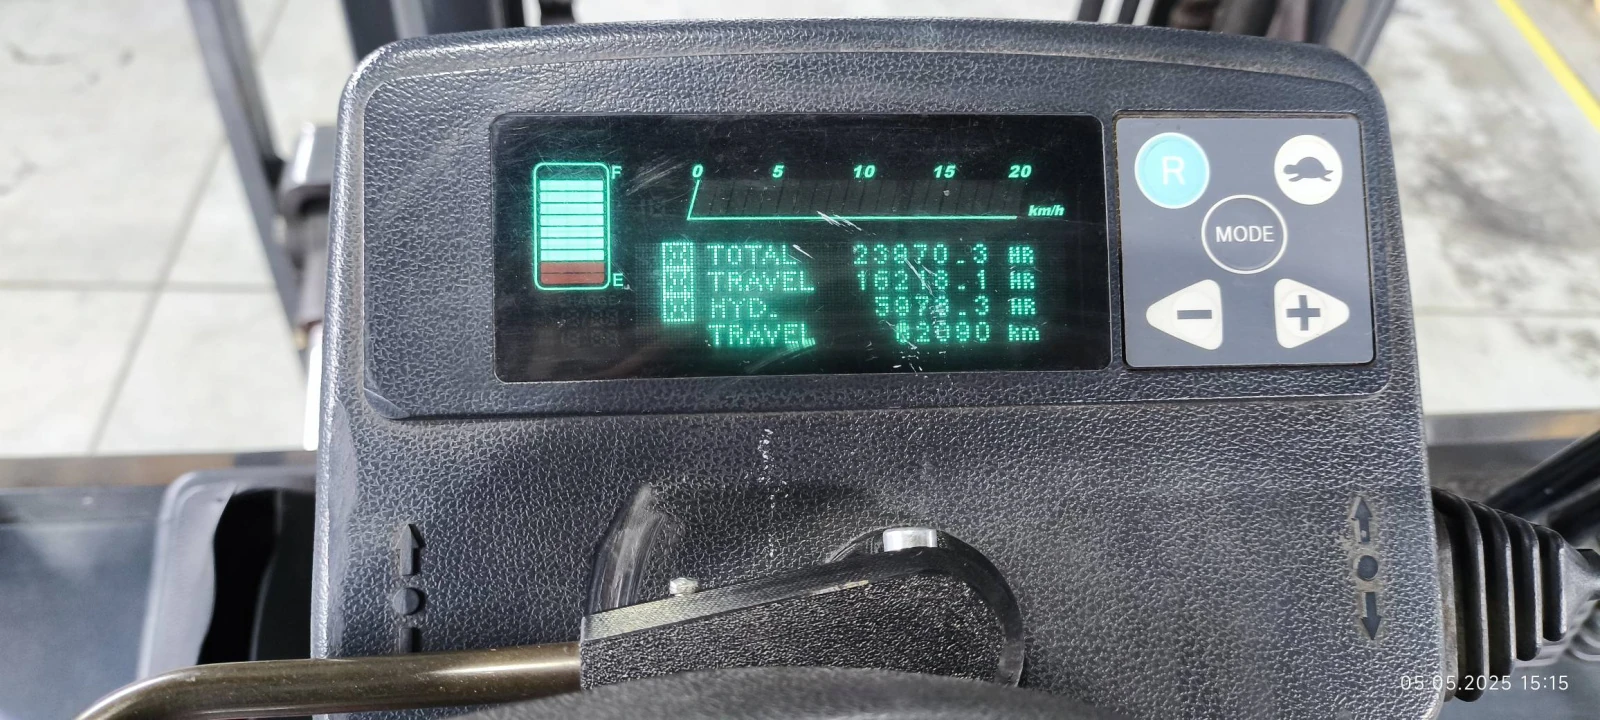 F
0 5 10 15 20
km/h
TOTAL 23870.3 HR
TRAVEL HR
HYD. HR
E
TRAVEL km
R
MODE
- +
05.05.2025 15:15